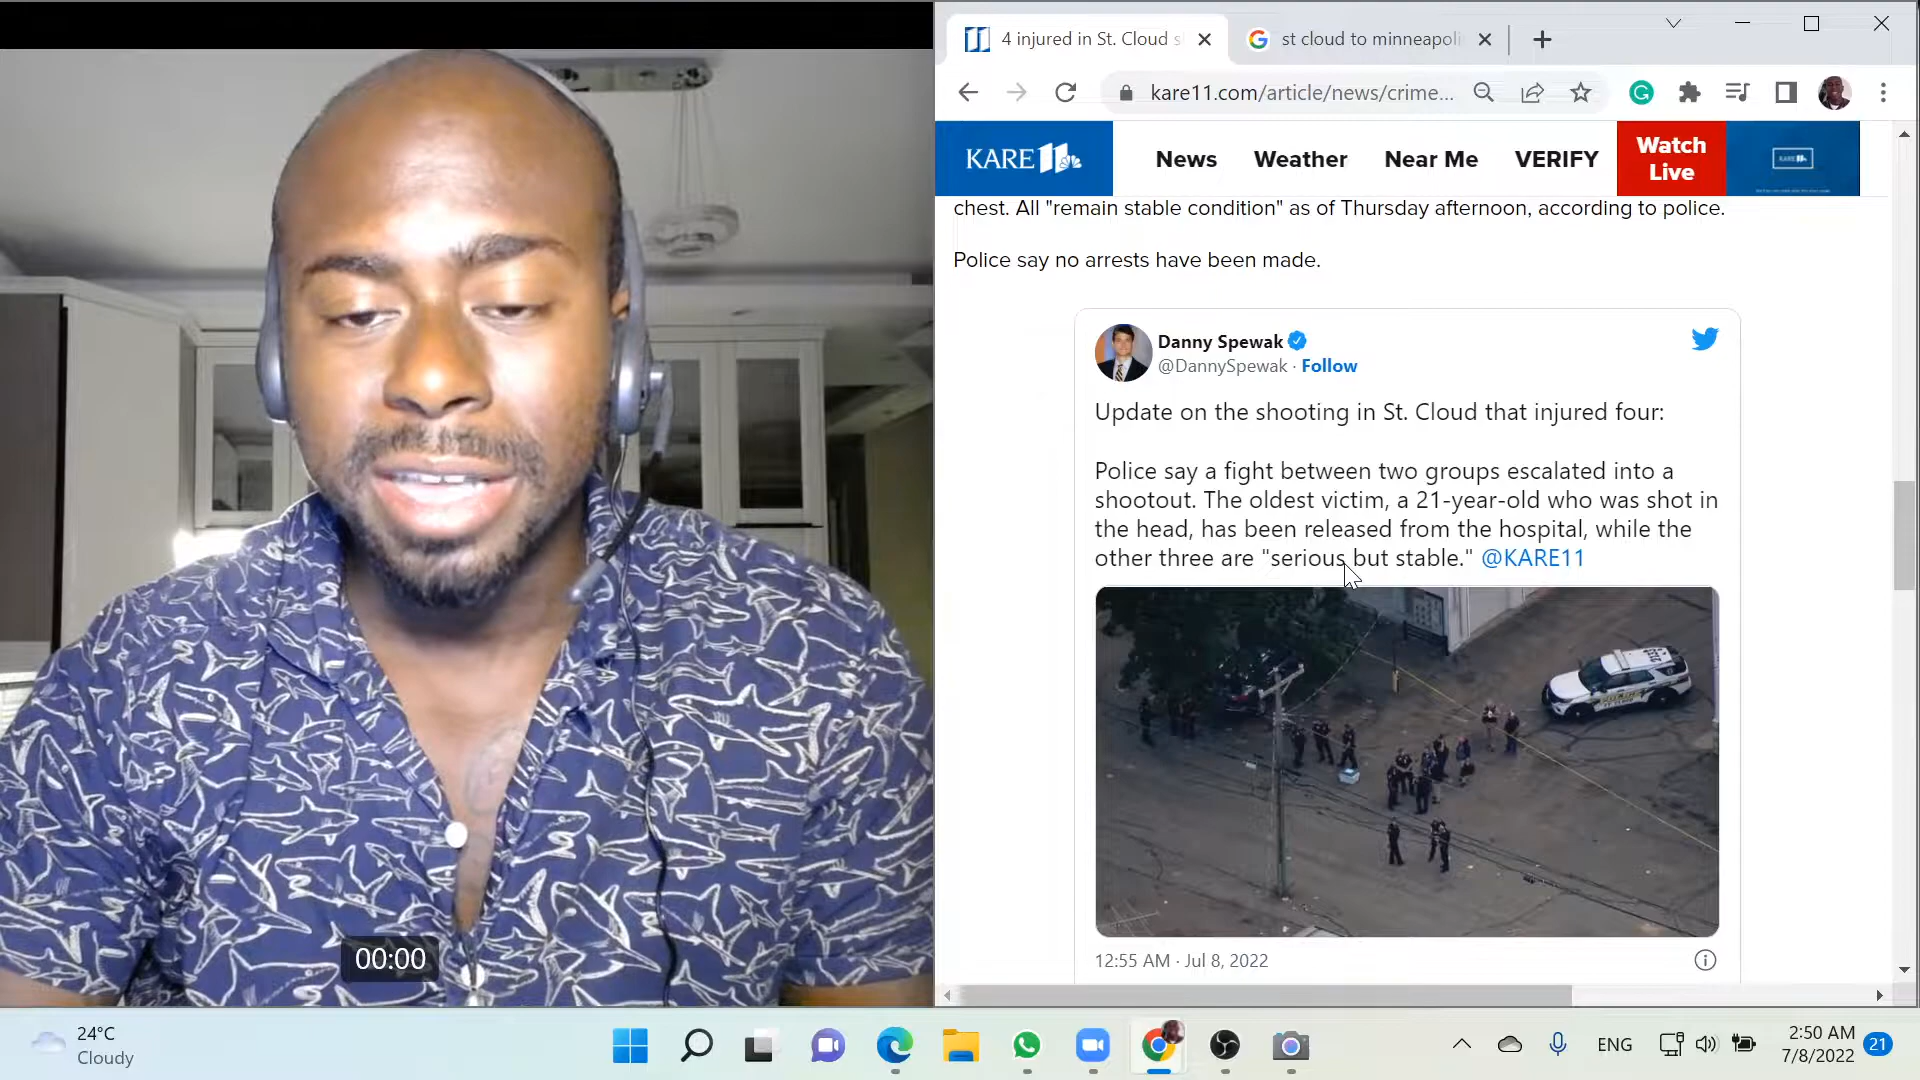 4 injured in St. Cloud s
st cloud to minneapoli
kare11.com/article/news/crime...
KARE 11
News
Weather
Near Me
VERIFY
Watch
Live
chest. All "remain stable condition" as of Thursday afternoon, according to police.
Police say no arrests have been made.
Danny Spewak
@DannySpewak · Follow
Update on the shooting in St. Cloud that injured four:
Police say a fight between two groups escalated into a
shootout. The oldest victim, a 21-year-old who was shot in
the head, has been released from the hospital, while the
other three are "serious but stable." @KARE11
12:55 AM · Jul 8, 2022
00:00
24°C
Cloudy
ENG
2:50 AM
7/8/2022
21